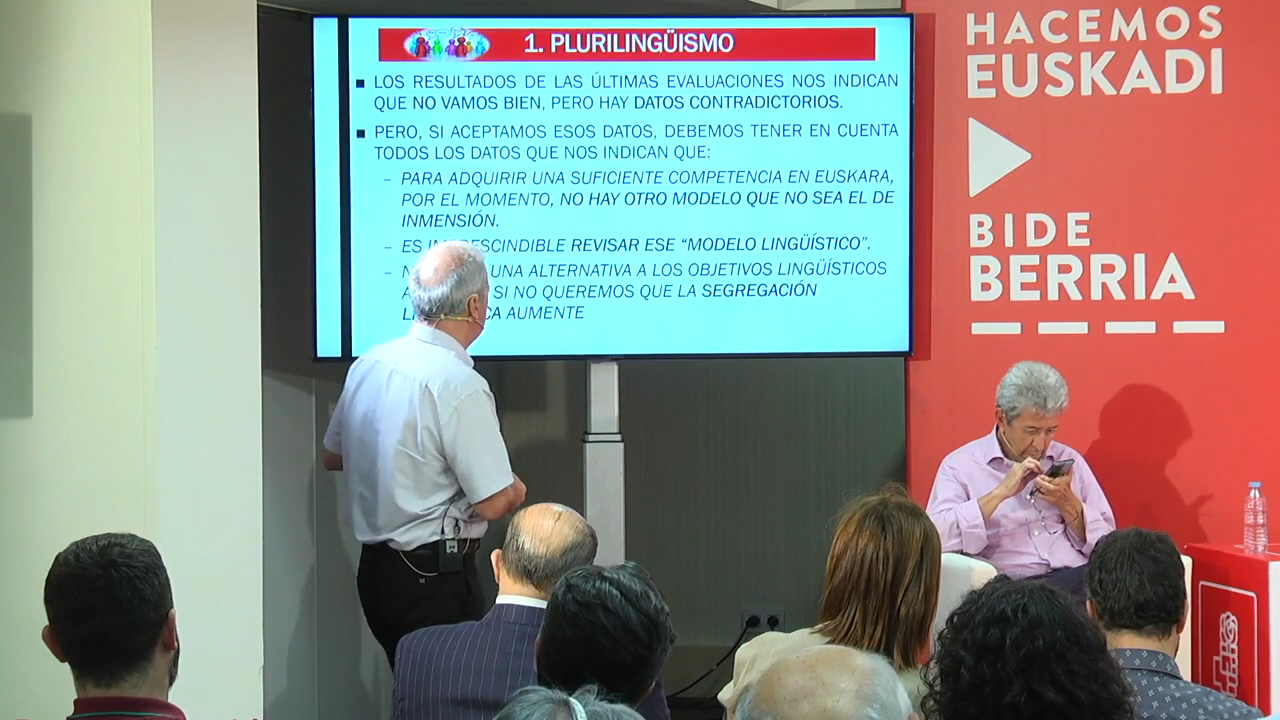 1. PLURILINGÜISMO
LOS RESULTADOS DE LAS ÚLTIMAS EVALUACIONES NOS INDICAN
QUE NO VAMOS BIEN, PERO HAY DATOS CONTRADICTORIOS.
PERO, SI ACEPTAMOS ESOS DATOS, DEBEMOS TENER EN CUENTA
TODOS LOS DATOS QUE NOS INDICAN QUE:
– PARA ADQUIRIR UNA SUFICIENTE COMPETENCIA EN EUSKARA,
POR EL MOMENTO, NO HAY OTRO MODELO QUE NO SEA EL DE
INMENSIÓN.
– ES REVISAR ESE “MODELO LINGÜÍSTICO”.
– UNA ALTERNATIVA A LOS OBJETIVOS LINGÜÍSTICOS
SI NO QUEREMOS QUE LA SEGREGACIÓN
AUMENTE
HACEMOS
EUSKADI
BIDE
BERRIA